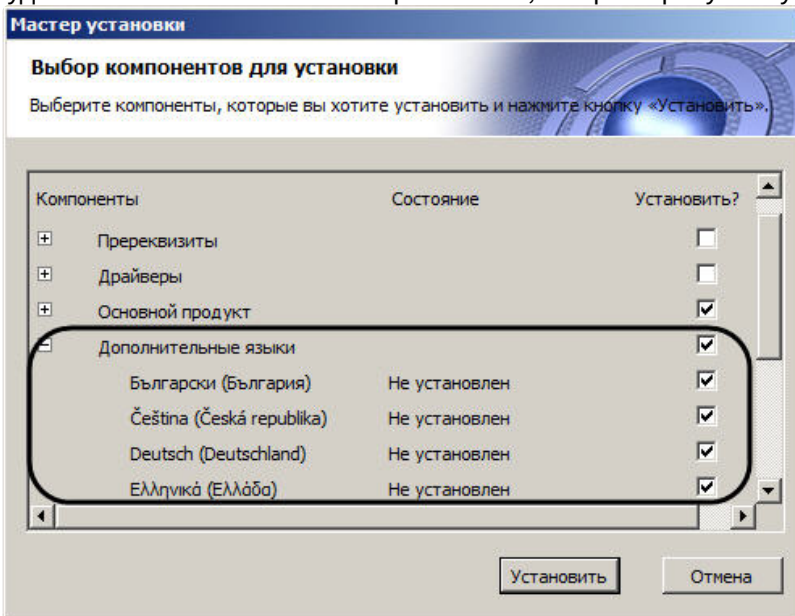 Мастер установки
Выбор компонентов для установки
Выберите компоненты, которые вы хотите установить и нажмите кнопку «Установить».
Компоненты Состояние Установить?
Пререквизиты
Драйверы
Основной продукт
Дополнительные языки
Български (България) Не установлен
Čeština (Česká republika) Не установлен
Deutsch (Deutschland) Не установлен
Ελληνικά (Ελλάδα) Не установлен
Установить Отмена